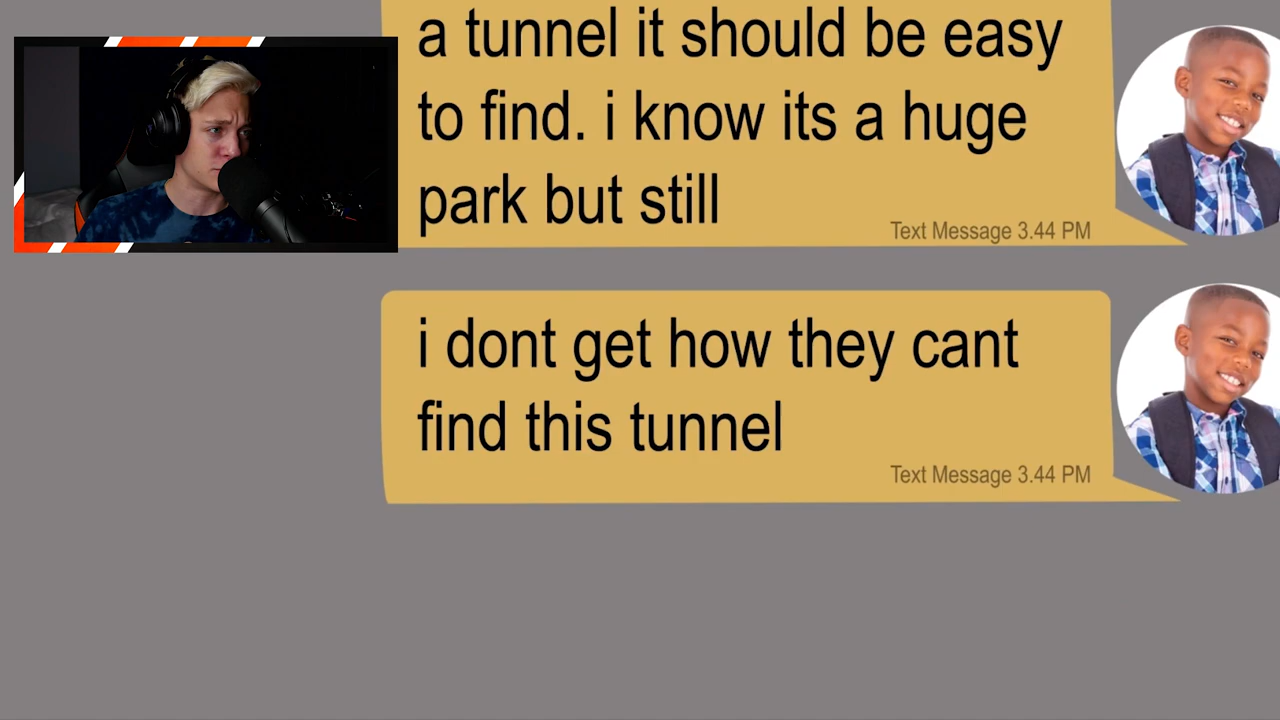 a tunnel it should be easy
to find. i know its a huge
park but still
Text Message 3.44 PM
i dont get how they cant
find this tunnel
Text Message 3.44 PM